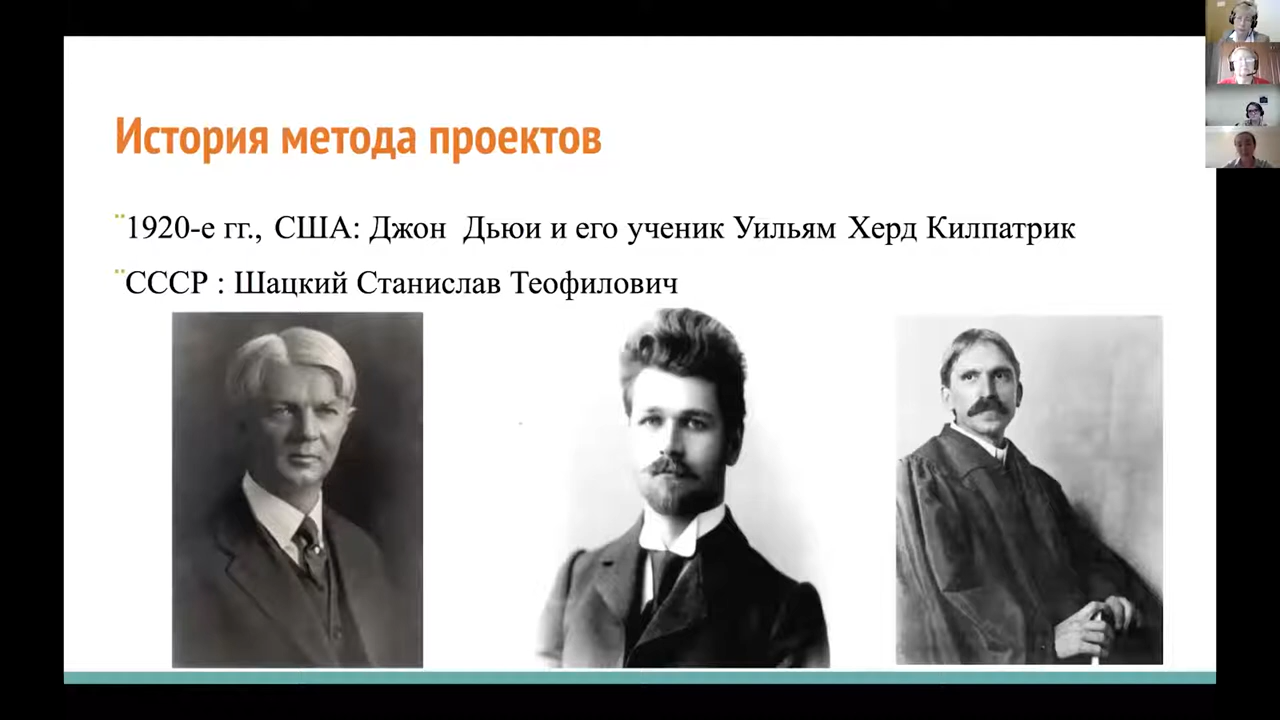 История метода проектов
¨1920-е гг., США: Джон Дьюи и его ученик Уильям Херд Килпатрик
¨СССР : Шацкий Станислав Теофилович